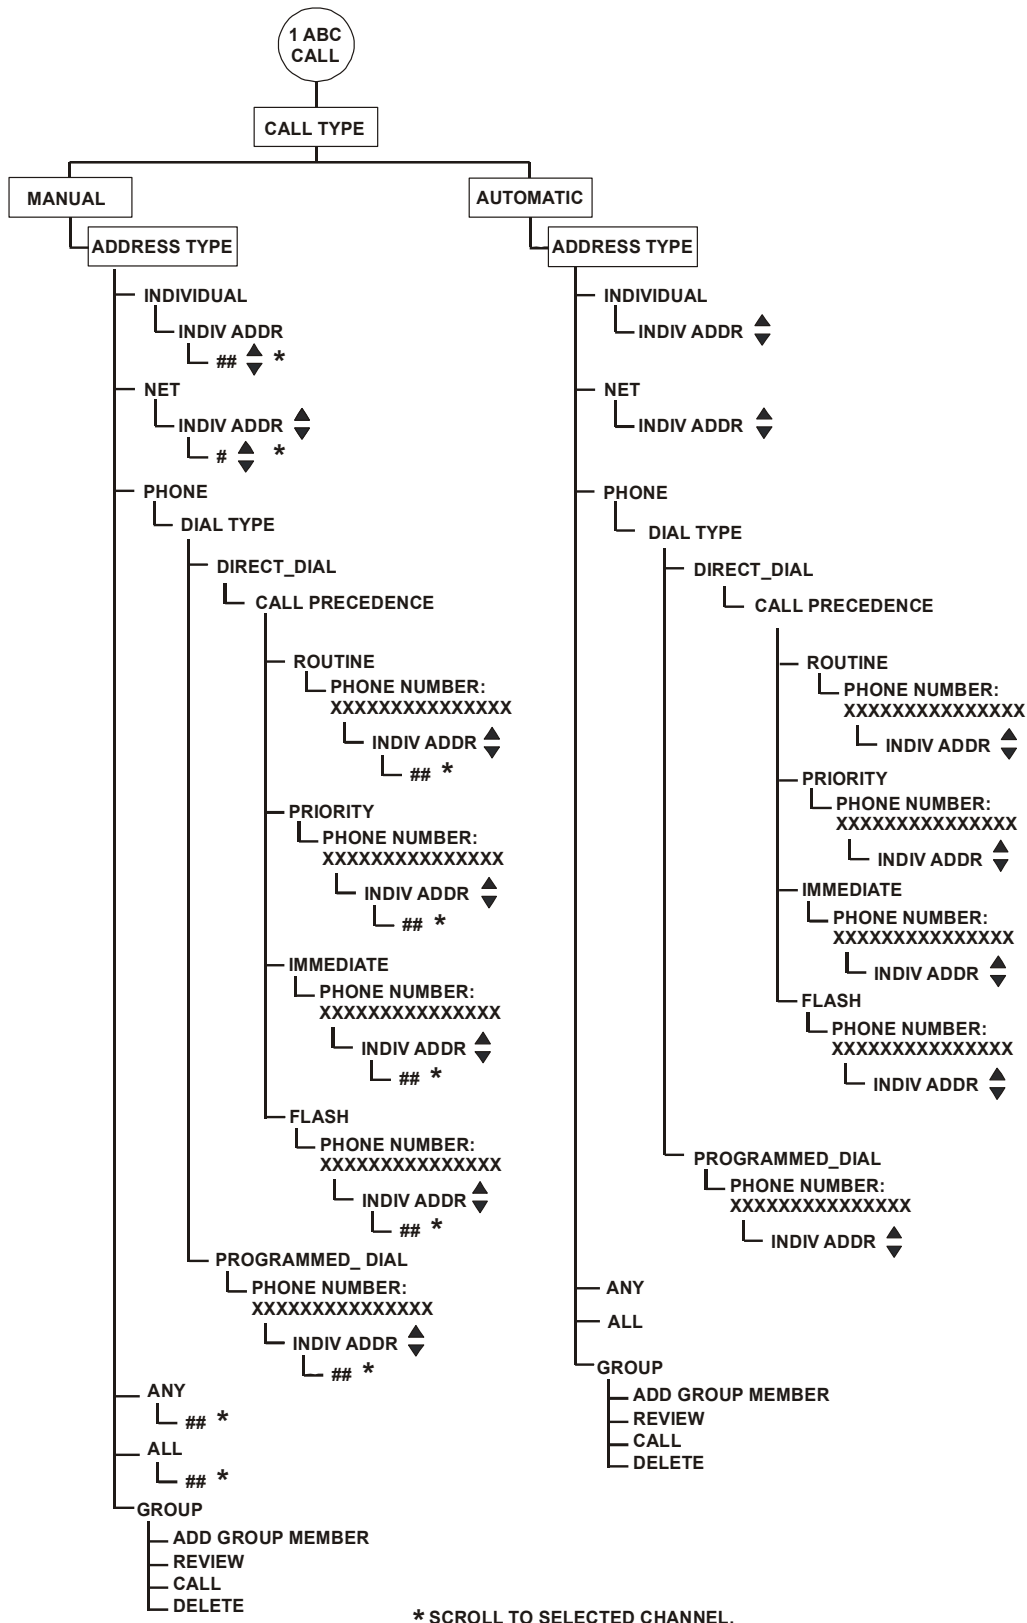 1 ABC
CALL
CALL TYPE
MANUAL
ADDRESS TYPE
INDIVIDUAL
INDIV ADDR
## *
NET
INDIV ADDR
# *
PHONE
DIAL TYPE
DIRECT_DIAL
CALL PRECEDENCE
ROUTINE
PHONE NUMBER:
XXXXXXXXXXXXXXX
INDIV ADDR
## *
PRIORITY
PHONE NUMBER:
XXXXXXXXXXXXXXX
INDIV ADDR
## *
IMMEDIATE
PHONE NUMBER:
XXXXXXXXXXXXXXX
INDIV ADDR
## *
FLASH
PHONE NUMBER:
XXXXXXXXXXXXXXX
INDIV ADDR
## *
PROGRAMMED_ DIAL
PHONE NUMBER:
XXXXXXXXXXXXXXX
INDIV ADDR
## *
ANY
## *
ALL
## *
GROUP
ADD GROUP MEMBER
REVIEW
CALL
DELETE
AUTOMATIC
ADDRESS TYPE
INDIVIDUAL
INDIV ADDR
NET
INDIV ADDR
PHONE
DIAL TYPE
DIRECT_DIAL
CALL PRECEDENCE
ROUTINE
PHONE NUMBER:
XXXXXXXXXXXXXXX
INDIV ADDR
PRIORITY
PHONE NUMBER:
XXXXXXXXXXXXXXX
INDIV ADDR
IMMEDIATE
PHONE NUMBER:
XXXXXXXXXXXXXXX
INDIV ADDR
FLASH
PHONE NUMBER:
XXXXXXXXXXXXXXX
INDIV ADDR
PROGRAMMED_DIAL
PHONE NUMBER:
XXXXXXXXXXXXXXX
INDIV ADDR
ANY
ALL
GROUP
ADD GROUP MEMBER
REVIEW
CALL
DELETE
* SCROLL TO SELECTED CHANNEL.